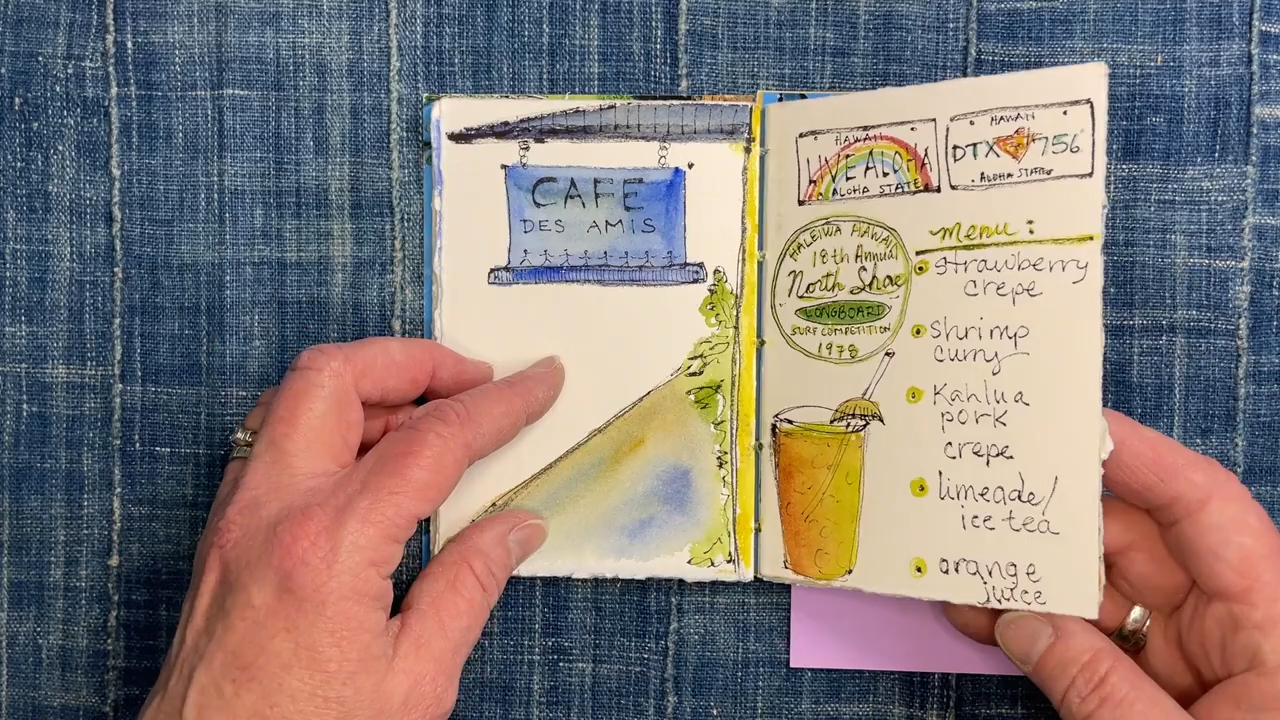 CAFE
DES AMIS
HAWAII
LIVE ALOHA
ALOHA STATE
HAWAII
DTX 756
ALOHA STATE
HALEIWA HAWAII
18th Annual
North Shore
LONGBOARD
SURF COMPETITION
1978
menu:
strawberry
crepe
shrimp
curry
Kahlua
pork
crepe
limeade/
ice tea
orange
juice